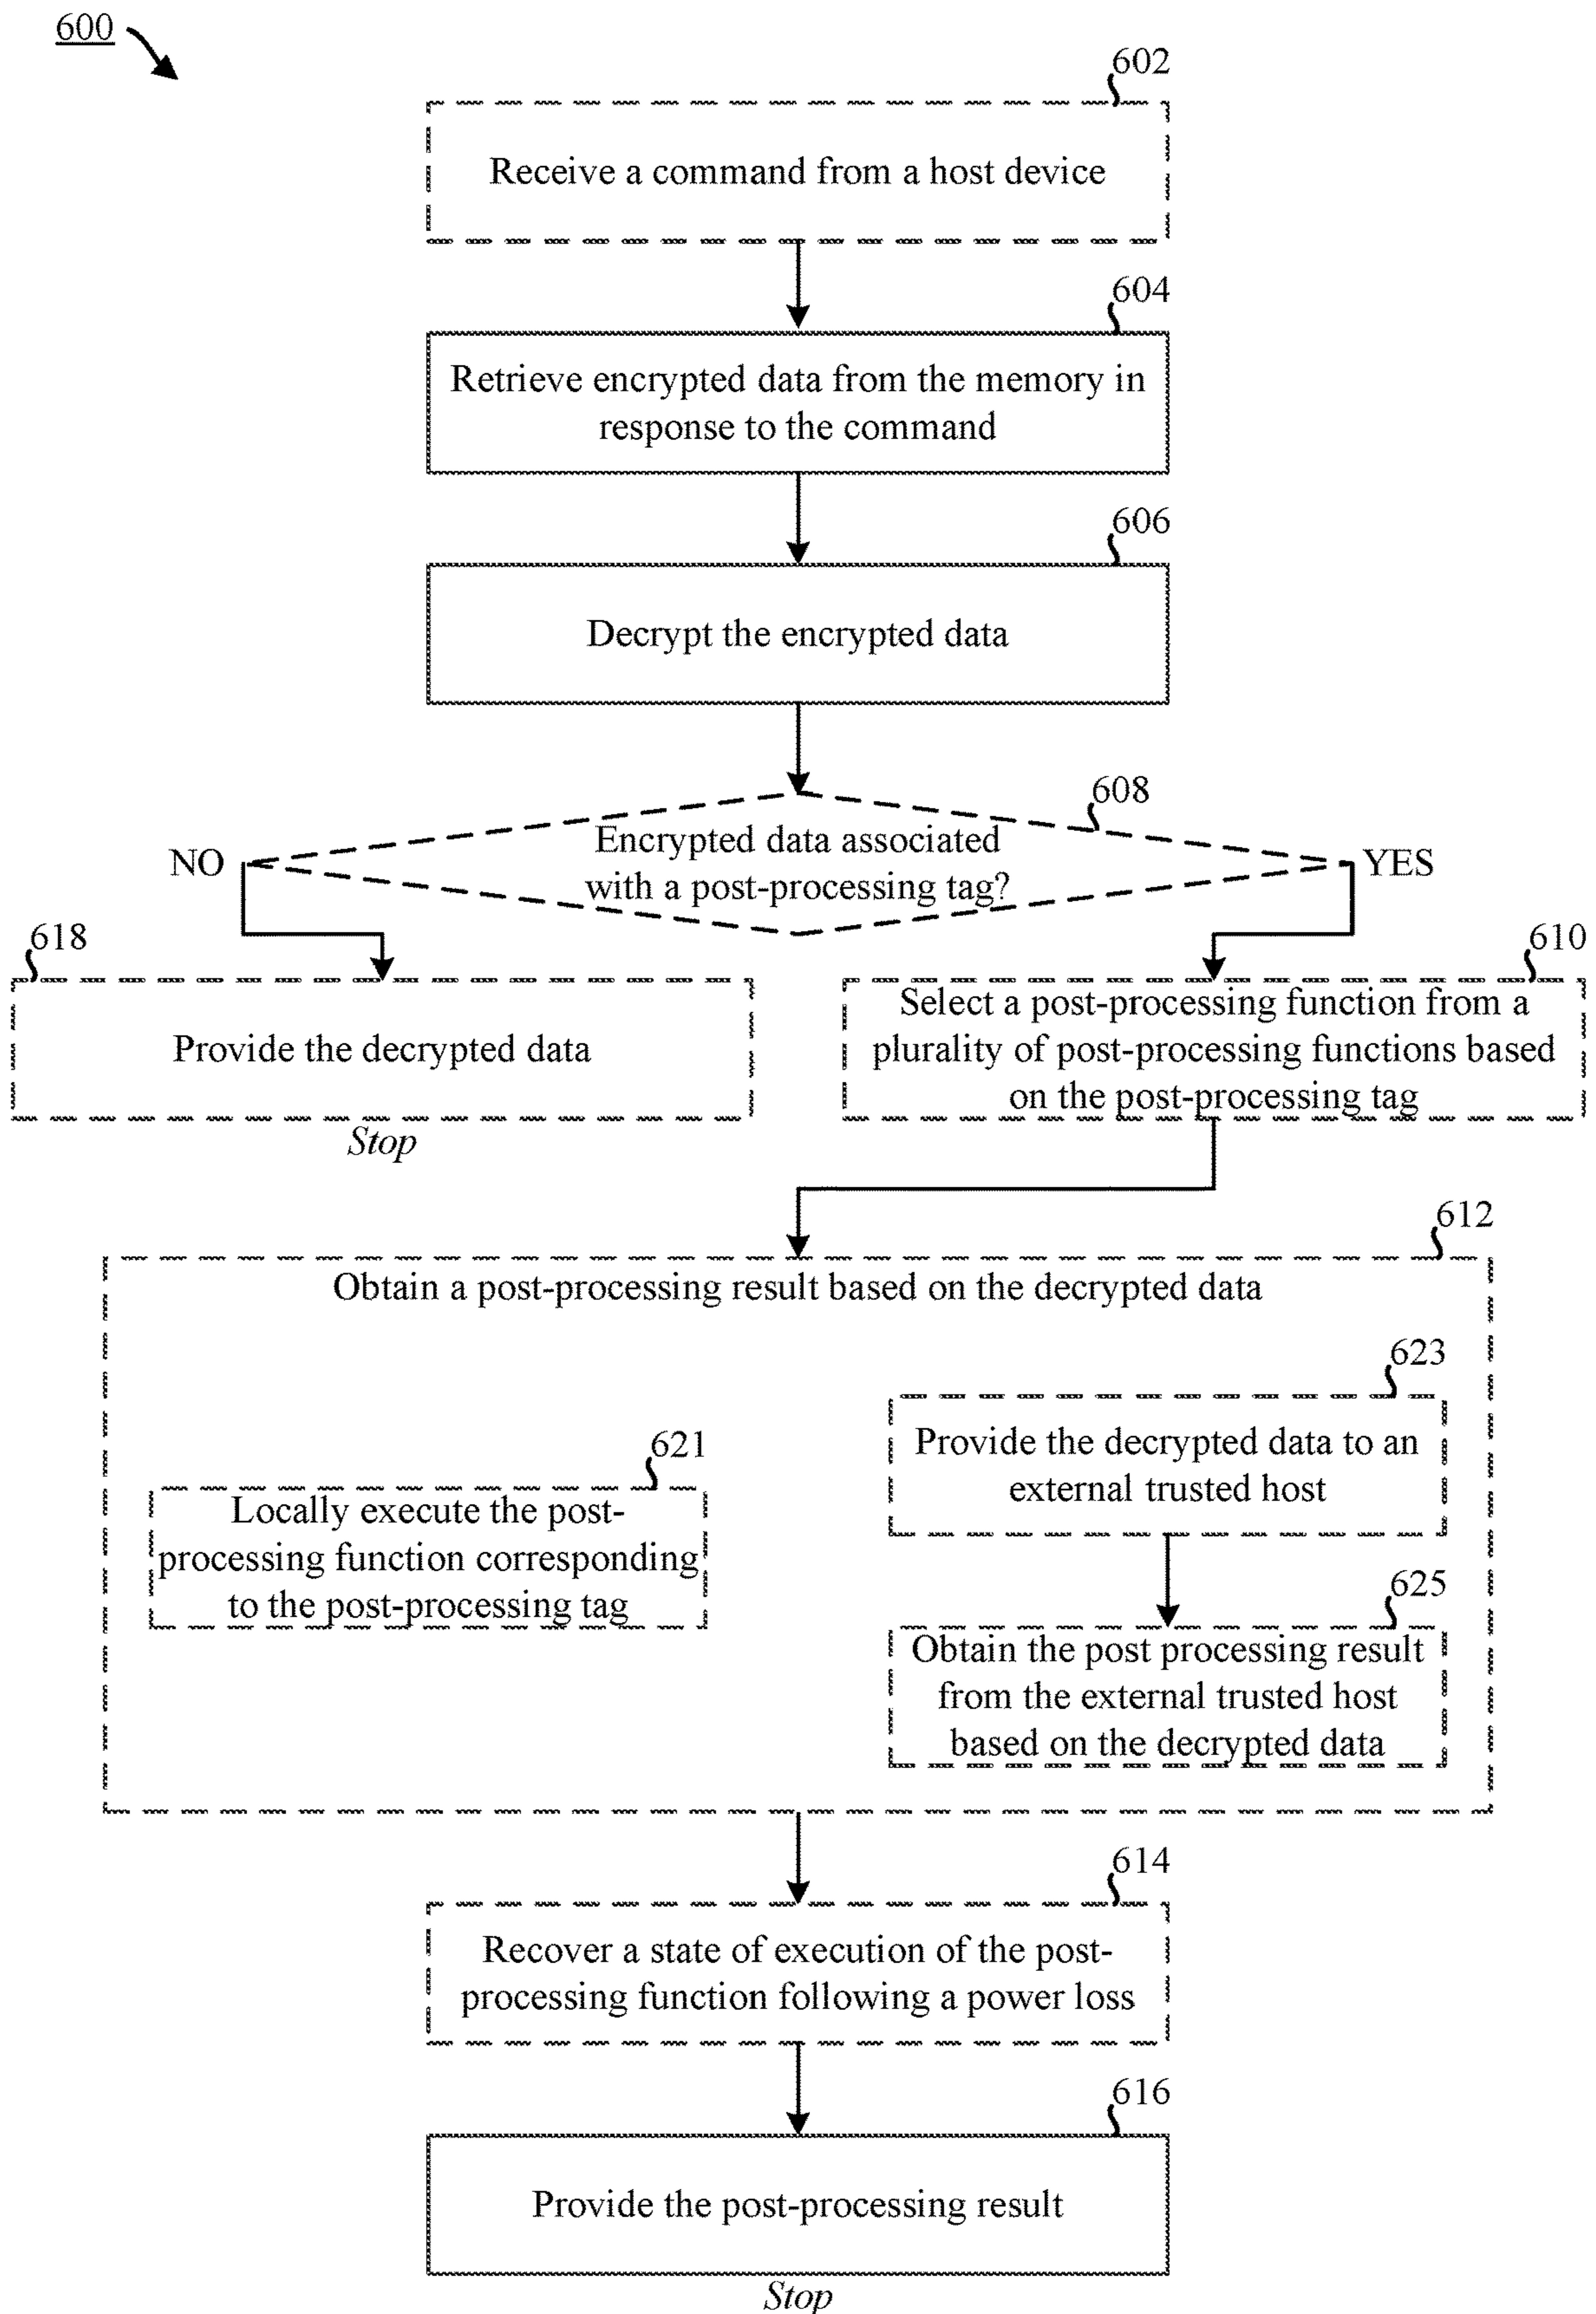 600
602
Receive a command from a host device
604
Retrieve encrypted data from the memory in
response to the command
606
Decrypt the encrypted data
608
Encrypted data associated
with a post-processing tag?
NO
YES
618
Provide the decrypted data
Stop
610
Select a post-processing function from a
plurality of post-processing functions based
on the post-processing tag
612
Obtain a post-processing result based on the decrypted data
621
Locally execute the post-
processing function corresponding
to the post-processing tag
623
Provide the decrypted data to an
external trusted host
625
Obtain the post processing result
from the external trusted host
based on the decrypted data
614
Recover a state of execution of the post-
processing function following a power loss
616
Provide the post-processing result
Stop